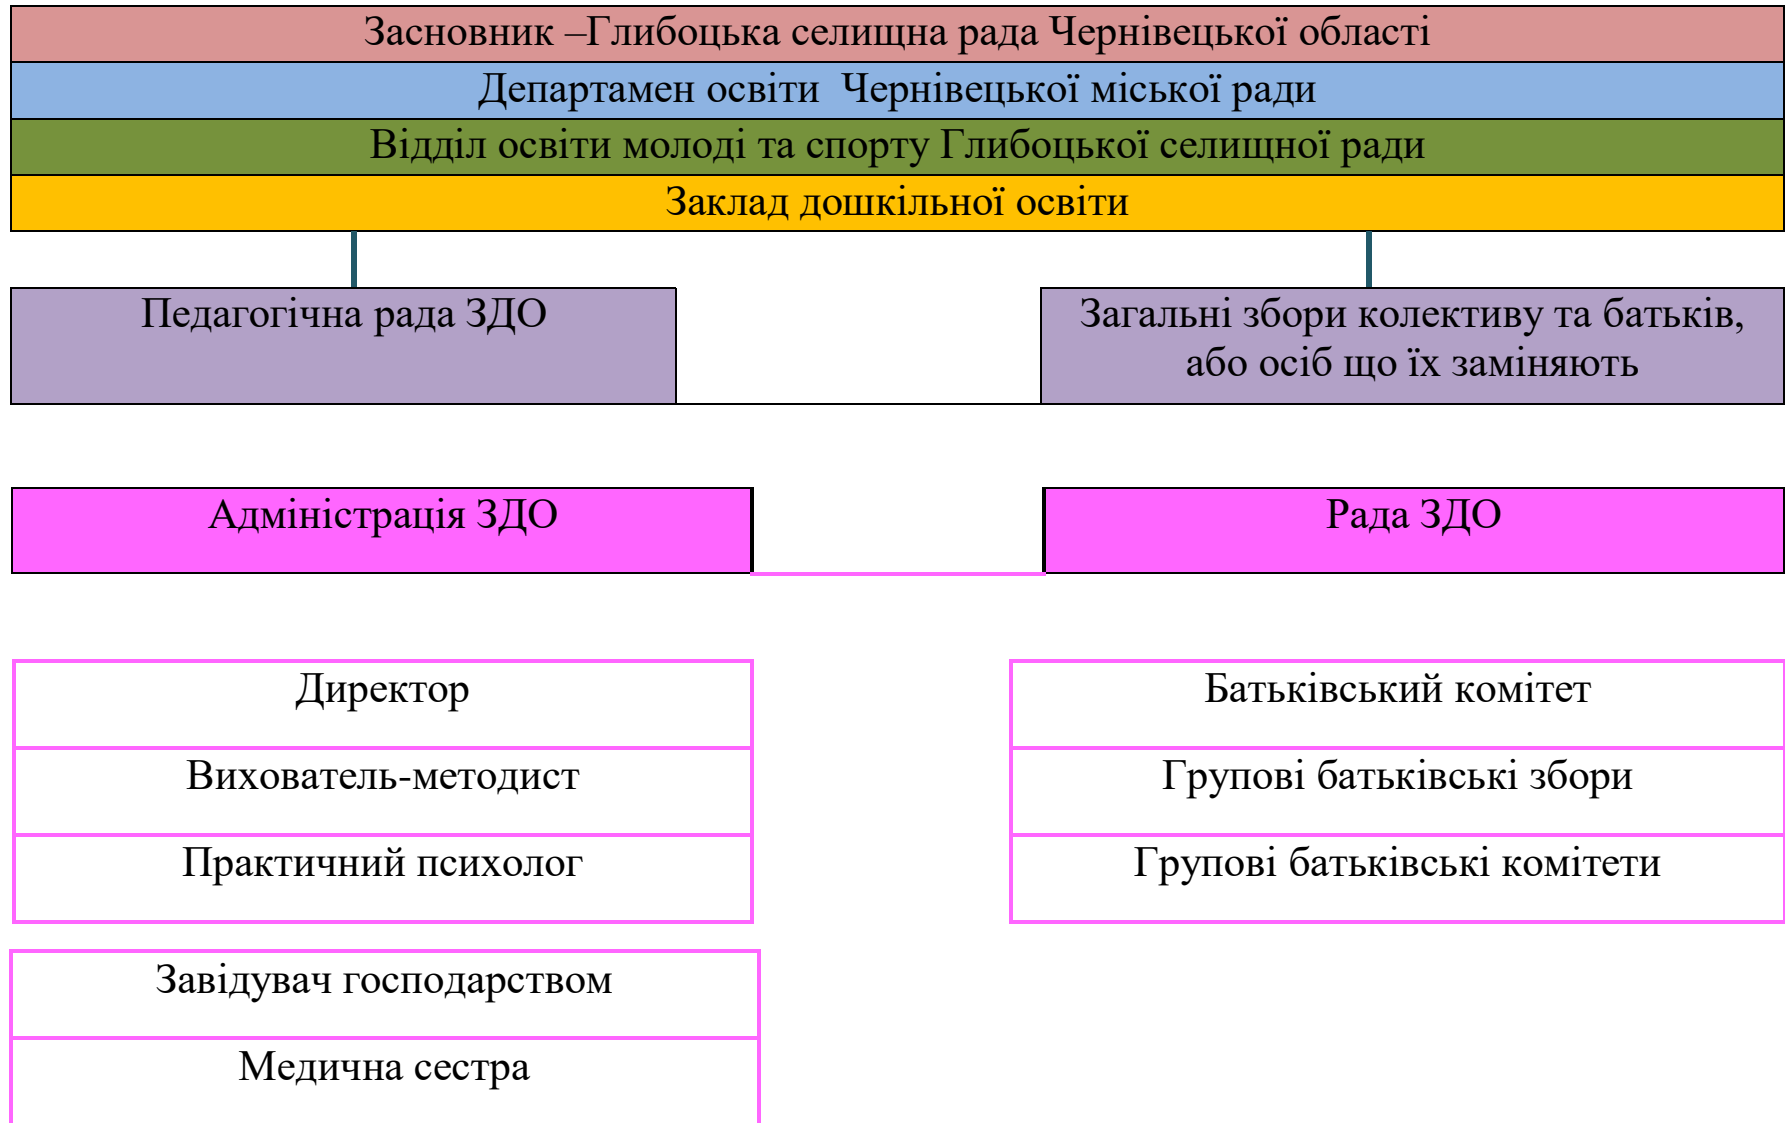 Засновник –Глибоцька селищна рада Чернівецької області
Департамен освіти  Чернівецької міської ради
Відділ освіти молоді та спорту Глибоцької селищної ради
Заклад дошкільної освіти
Педагогічна рада ЗДО
Загальні збори колективу та батьків,
або осіб що їх заміняють
Адміністрація ЗДО
Рада ЗДО
Директор
Вихователь-методист
Практичний психолог
Батьківський комітет
Групові батьківські збори
Групові батьківські комітети
Завідувач господарством
Медична сестра